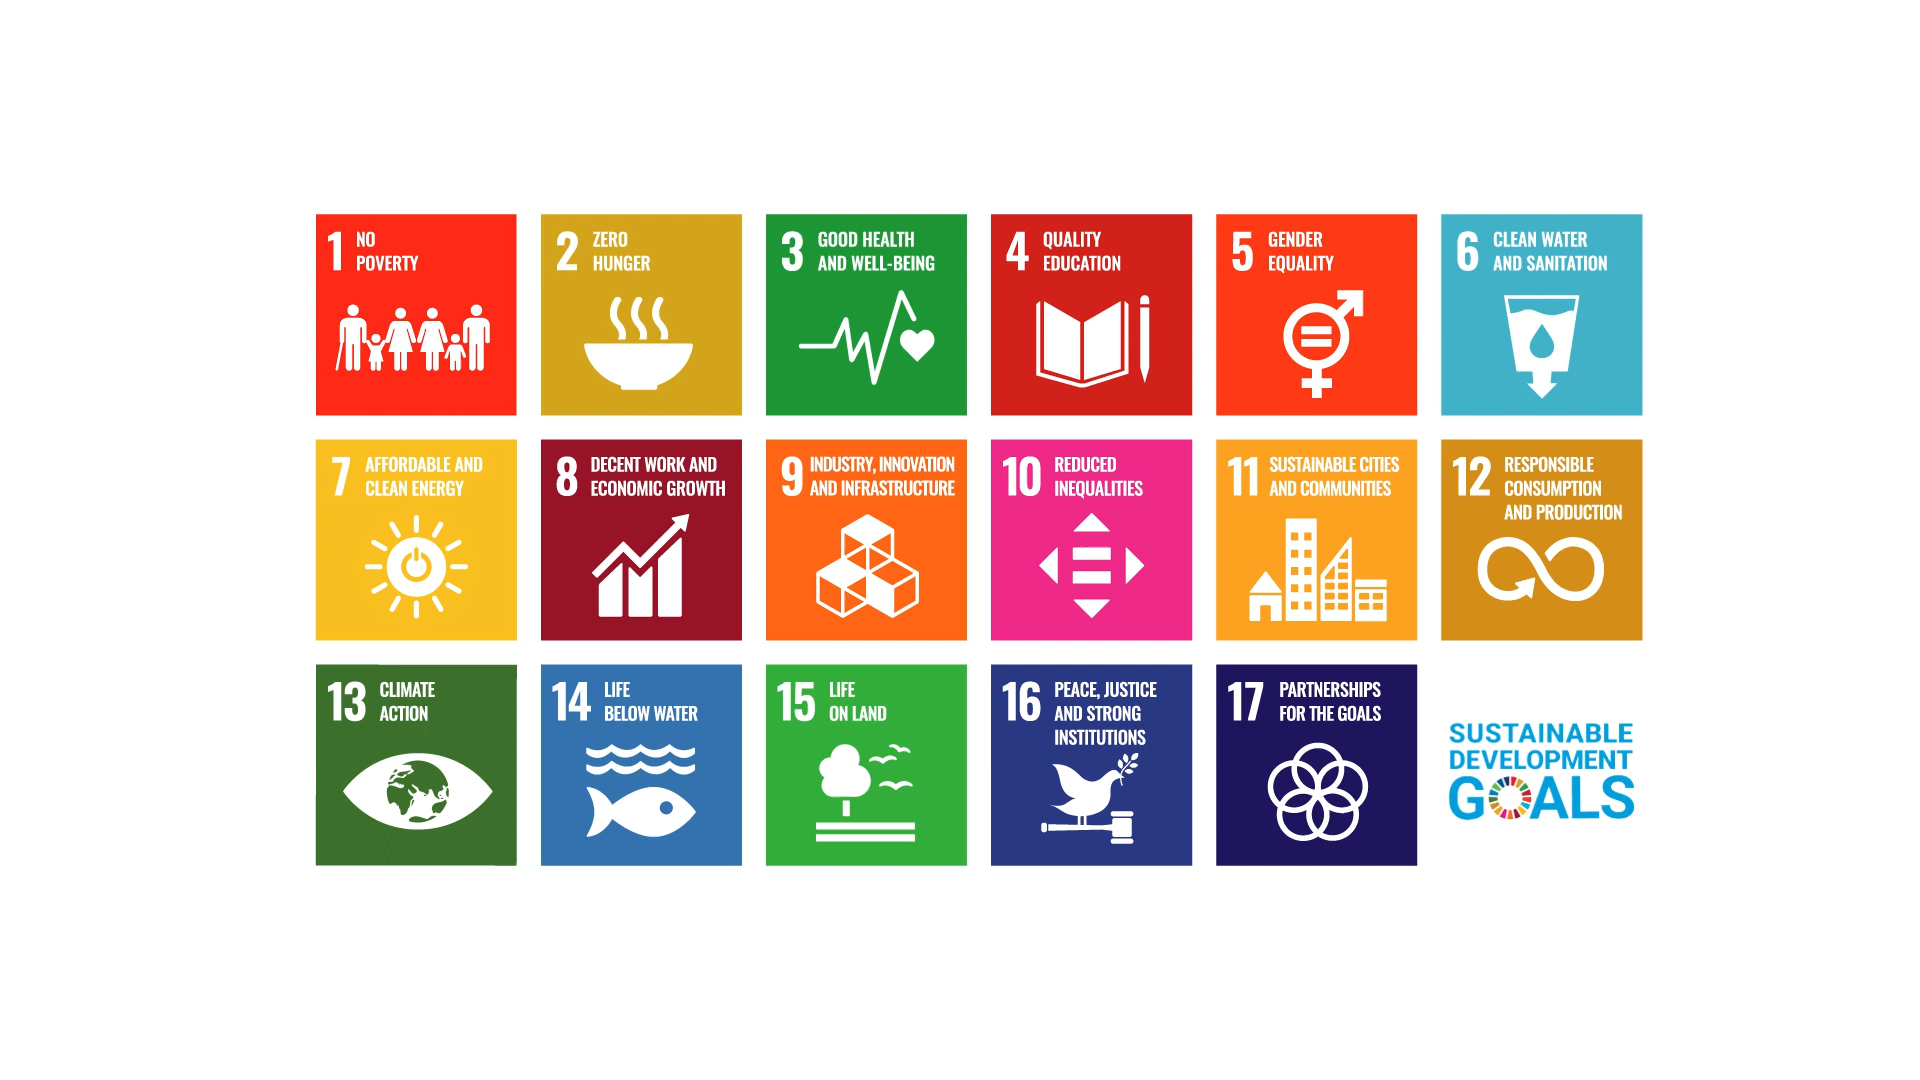 1 NO
POVERTY
2 ZERO
HUNGER
3 GOOD HEALTH
AND WELL-BEING
4 QUALITY
EDUCATION
5 GENDER
EQUALITY
6 CLEAN WATER
AND SANITATION
7 AFFORDABLE AND
CLEAN ENERGY
8 DECENT WORK AND
ECONOMIC GROWTH
9 INDUSTRY, INNOVATION
AND INFRASTRUCTURE
10 REDUCED
INEQUALITIES
11 SUSTAINABLE CITIES
AND COMMUNITIES
12 RESPONSIBLE
CONSUMPTION
AND PRODUCTION
13 CLIMATE
ACTION
14 LIFE
BELOW WATER
15 LIFE
ON LAND
16 PEACE, JUSTICE
AND STRONG
INSTITUTIONS
17 PARTNERSHIPS
FOR THE GOALS
SUSTAINABLE
DEVELOPMENT
GOALS